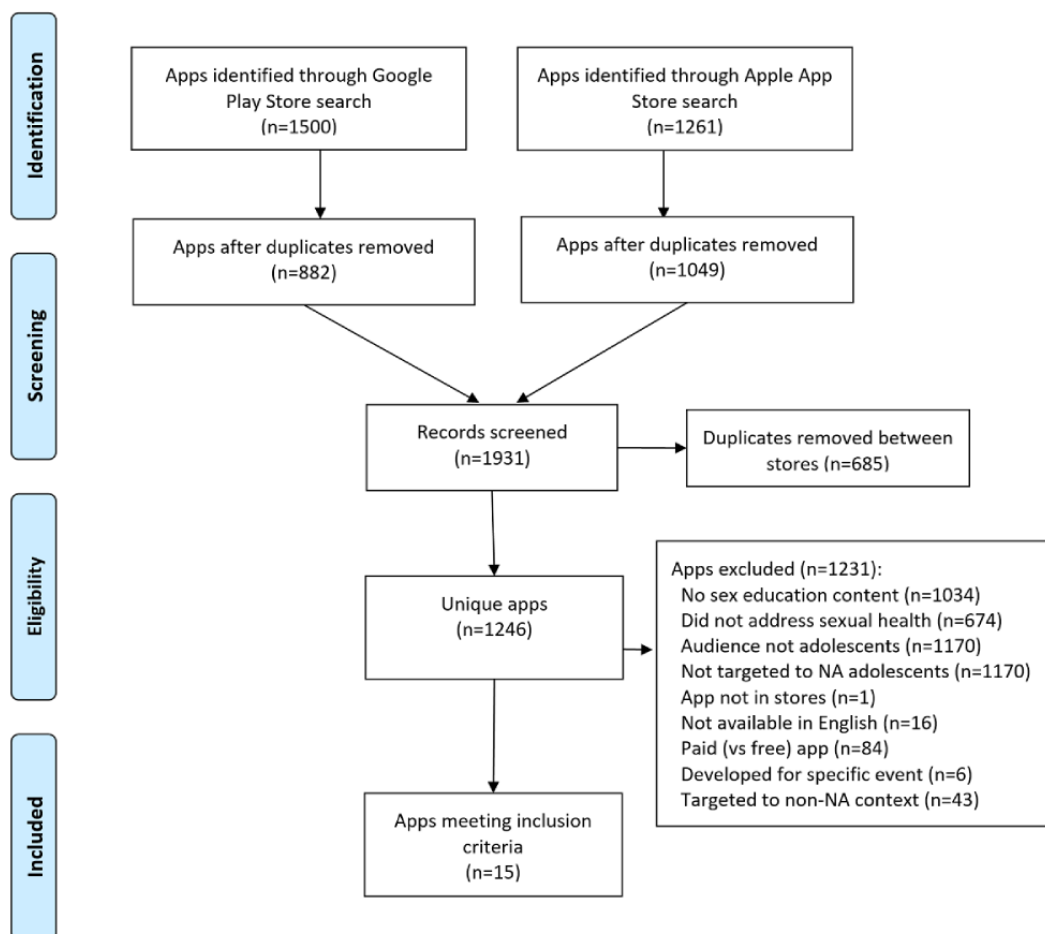 Identification
Apps identified through Google
Play Store search
(n=1500)
Apps identified through Apple App
Store search
(n=1261)
Apps after duplicates removed
(n=882)
Apps after duplicates removed
(n=1049)
Screening
Records screened
(n=1931)
Duplicates removed between
stores (n=685)
Eligibility
Unique apps
(n=1246)
Apps excluded (n=1231):
No sex education content (n=1034)
Did not address sexual health (n=674)
Audience not adolescents (n=1170)
Not targeted to NA adolescents (n=1170)
App not in stores (n=1)
Not available in English (n=16)
Paid (vs free) app (n=84)
Developed for specific event (n=6)
Targeted to non-NA context (n=43)
Included
Apps meeting inclusion
criteria
(n=15)